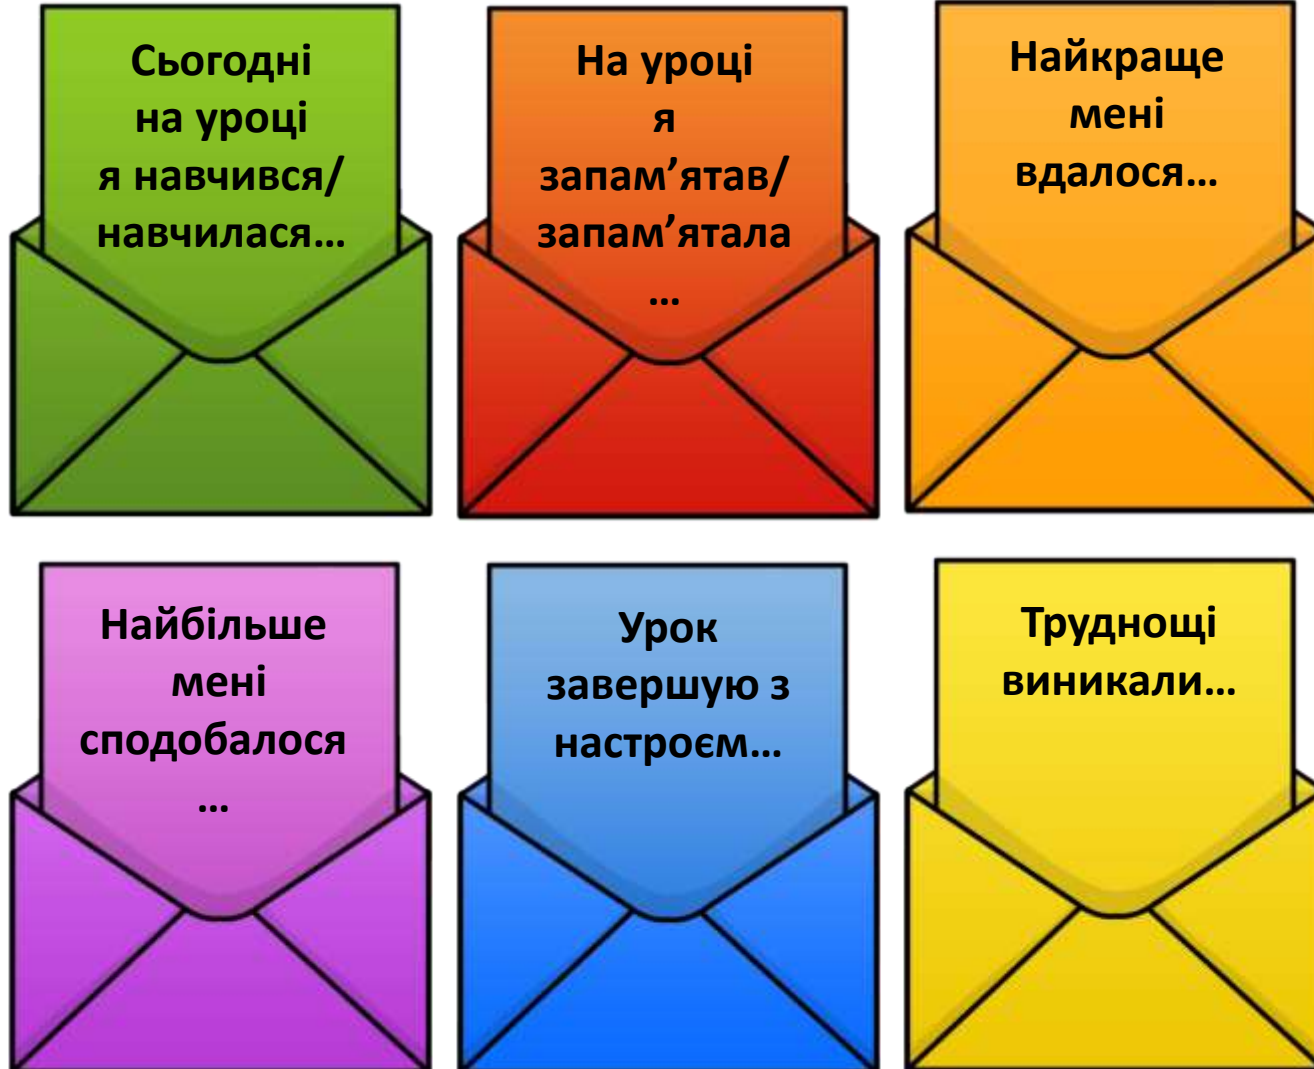 Сьогодні
на уроці
я навчився/
навчилася…
На уроці
я
запам’ятав/
запам’ятала
…
Найкраще
мені
вдалося…
Найбільше
мені
сподобалося
…
Урок
завершую з
настроєм…
Труднощі
виникали…